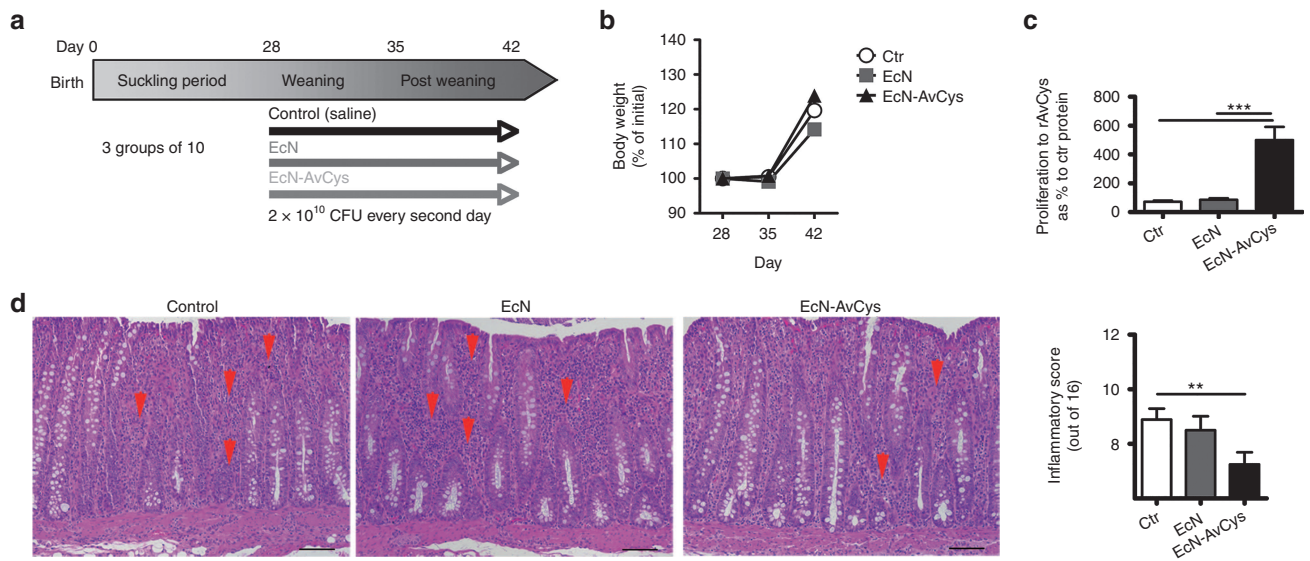 a
Day 0 28 35 42
Birth Suckling period Weaning Post weaning
Control (saline)
3 groups of 10
EcN
EcN-AvCys
2 × 10¹⁰ CFU every second day
b
Body weight
(% of initial)
140
130
120
110
100
90
28 35 42
Day
Ctr
EcN
EcN-AvCys
c
Proliferation to rAvCys
as % to ctr protein
800
600
400
200
0
***
Ctr
EcN
EcN-AvCys
d
Control EcN EcN-AvCys
Inflammatory score
(out of 16)
12
10
8
**
Ctr
EcN
EcN-AvCys